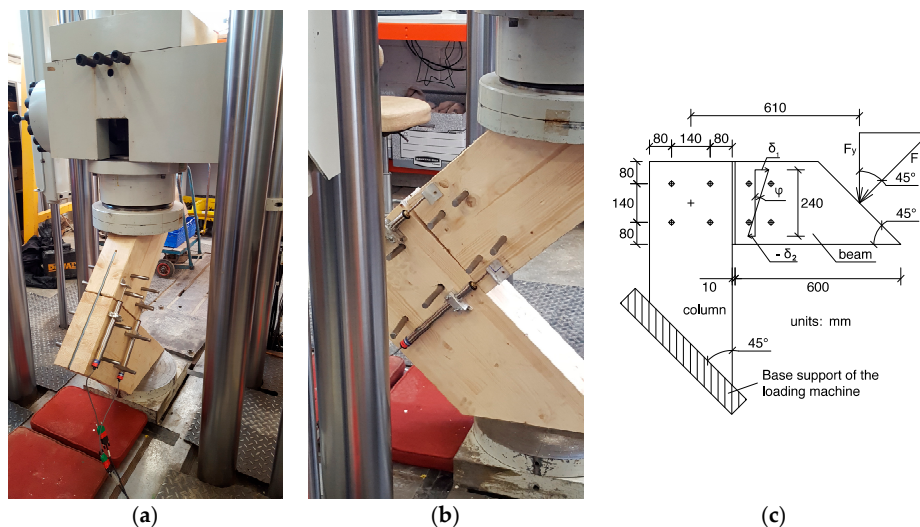 610
80 140 80
δ₁
Fy
F
45°
80
140
80
φ
240
45°
- δ₂
beam
10
600
column
units: mm
45°
Base support of the
loading machine
(a)
(b)
(c)